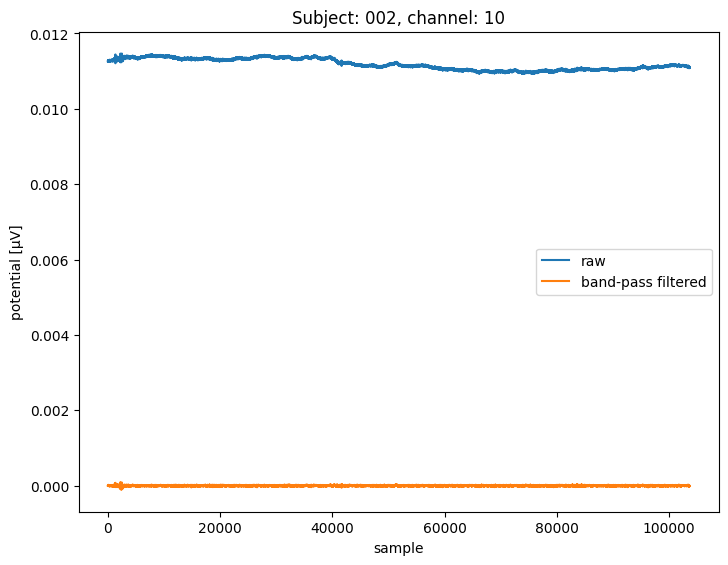 Subject: 002, channel: 10
0.012
0.010
0.008
0.006
0.004
0.002
0.000
potential [µV]
raw
band-pass filtered
0
20000
40000
60000
80000
100000
sample